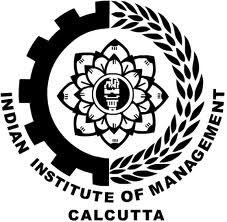 INDIAN INSTITUTE OF MANAGEMENT
CALCUTTA